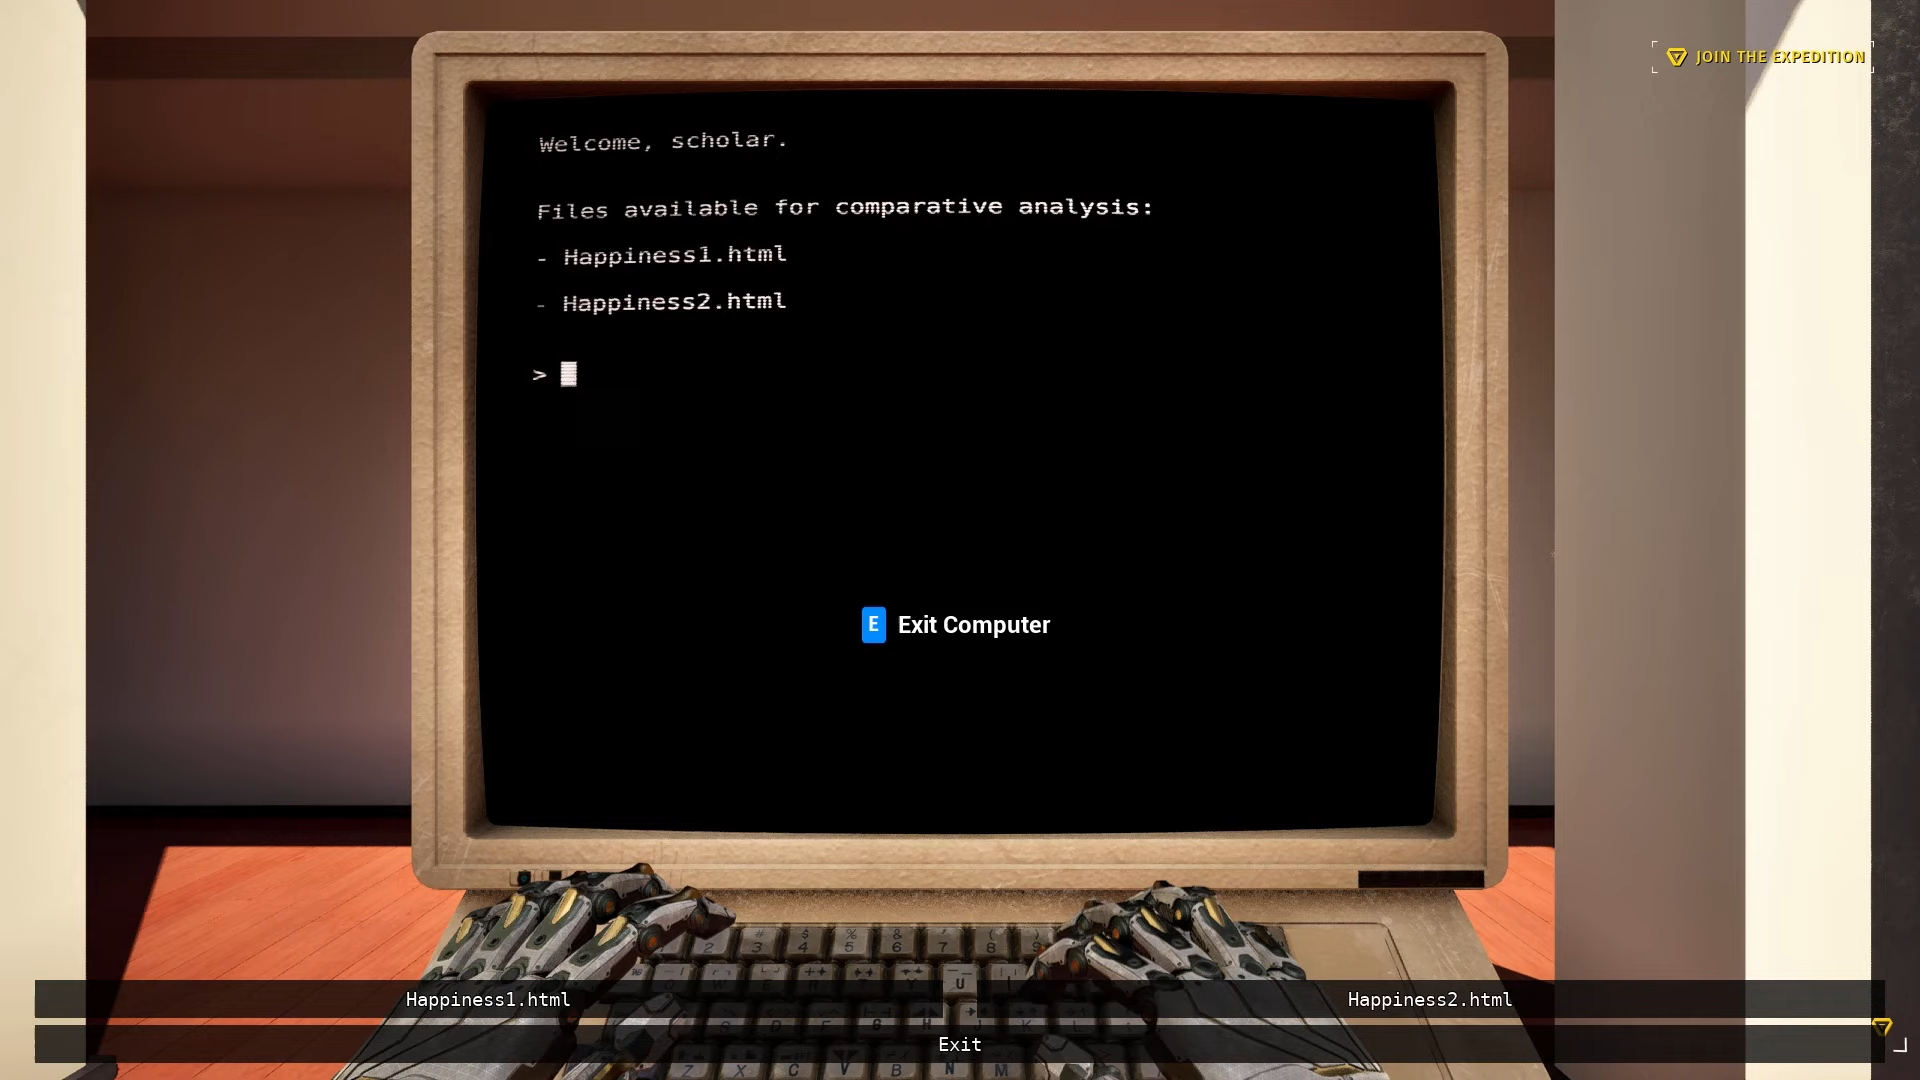 JOIN THE EXPEDITION
Welcome, scholar.
Files available for comparative analysis:
- Happiness1.html
- Happiness2.html
>
E Exit Computer
Happiness1.html
Happiness2.html
Exit